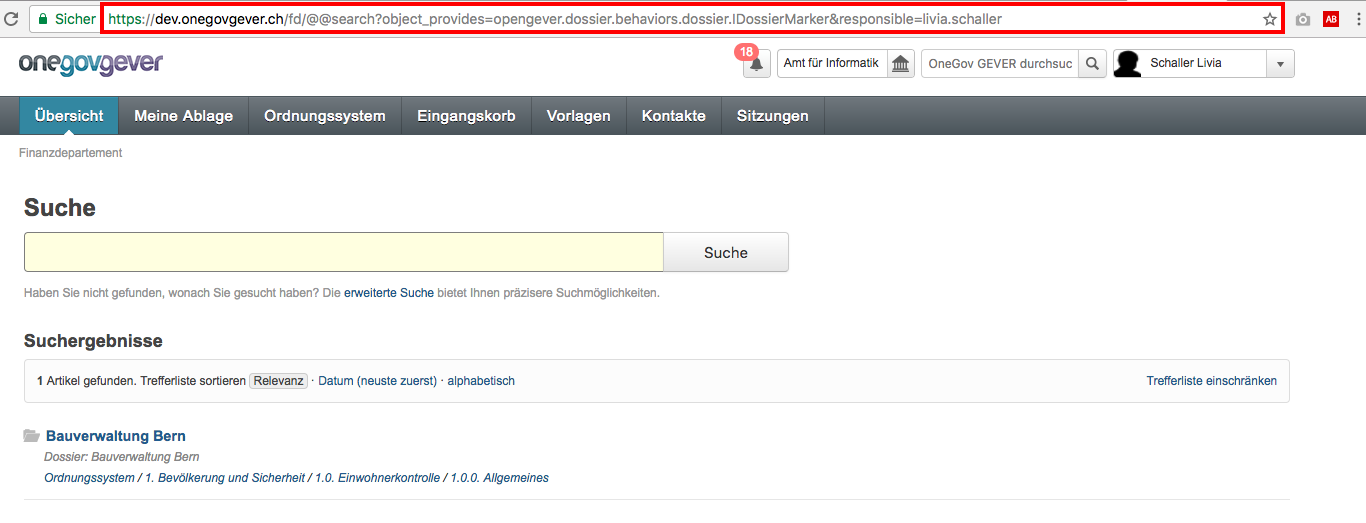 Sicher https://dev.onegovgever.ch/fd/@@search?object_provides=opengever.dossier.behaviors.dossier.IDossierMarker&responsible=livia.schaller AB
onegovgever 18 Amt für Informatik OneGov GEVER durchsuc Schaller Livia
Übersicht Meine Ablage Ordnungssystem Eingangskorb Vorlagen Kontakte Sitzungen
Finanzdepartement
Suche
Suche
Haben Sie nicht gefunden, wonach Sie gesucht haben? Die erweiterte Suche bietet Ihnen präzisere Suchmöglichkeiten.
Suchergebnisse
1 Artikel gefunden. Trefferliste sortieren Relevanz · Datum (neuste zuerst) · alphabetisch Trefferliste einschränken
Bauverwaltung Bern
Dossier: Bauverwaltung Bern
Ordnungssystem / 1. Bevölkerung und Sicherheit / 1.0. Einwohnerkontrolle / 1.0.0. Allgemeines